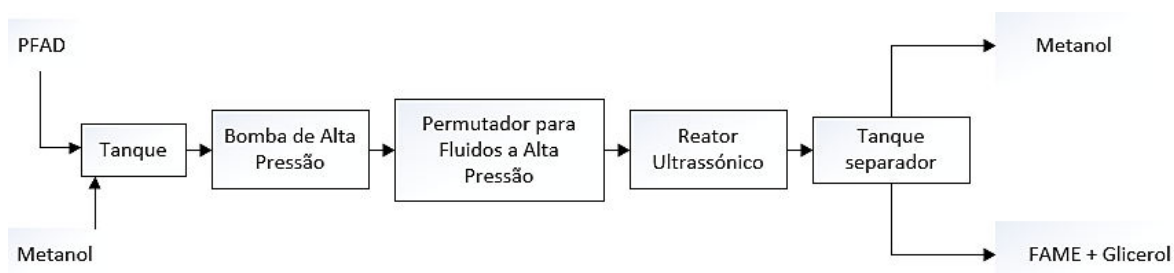 PFAD
Metanol
Tanque
Bomba de Alta
Pressão
Permutador para
Fluidos a Alta
Pressão
Reator
Ultrassónico
Tanque
separador
Metanol
FAME + Glicerol